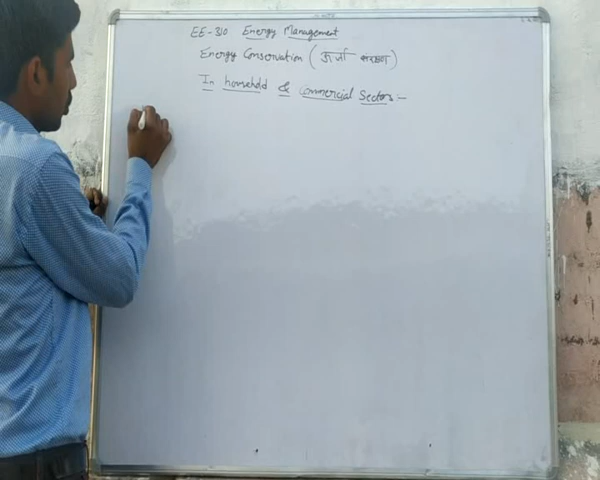 EE-310 Energy Management
Energy Conservation (ऊर्जा संरक्षण)
In household & Commercial Sectors:-